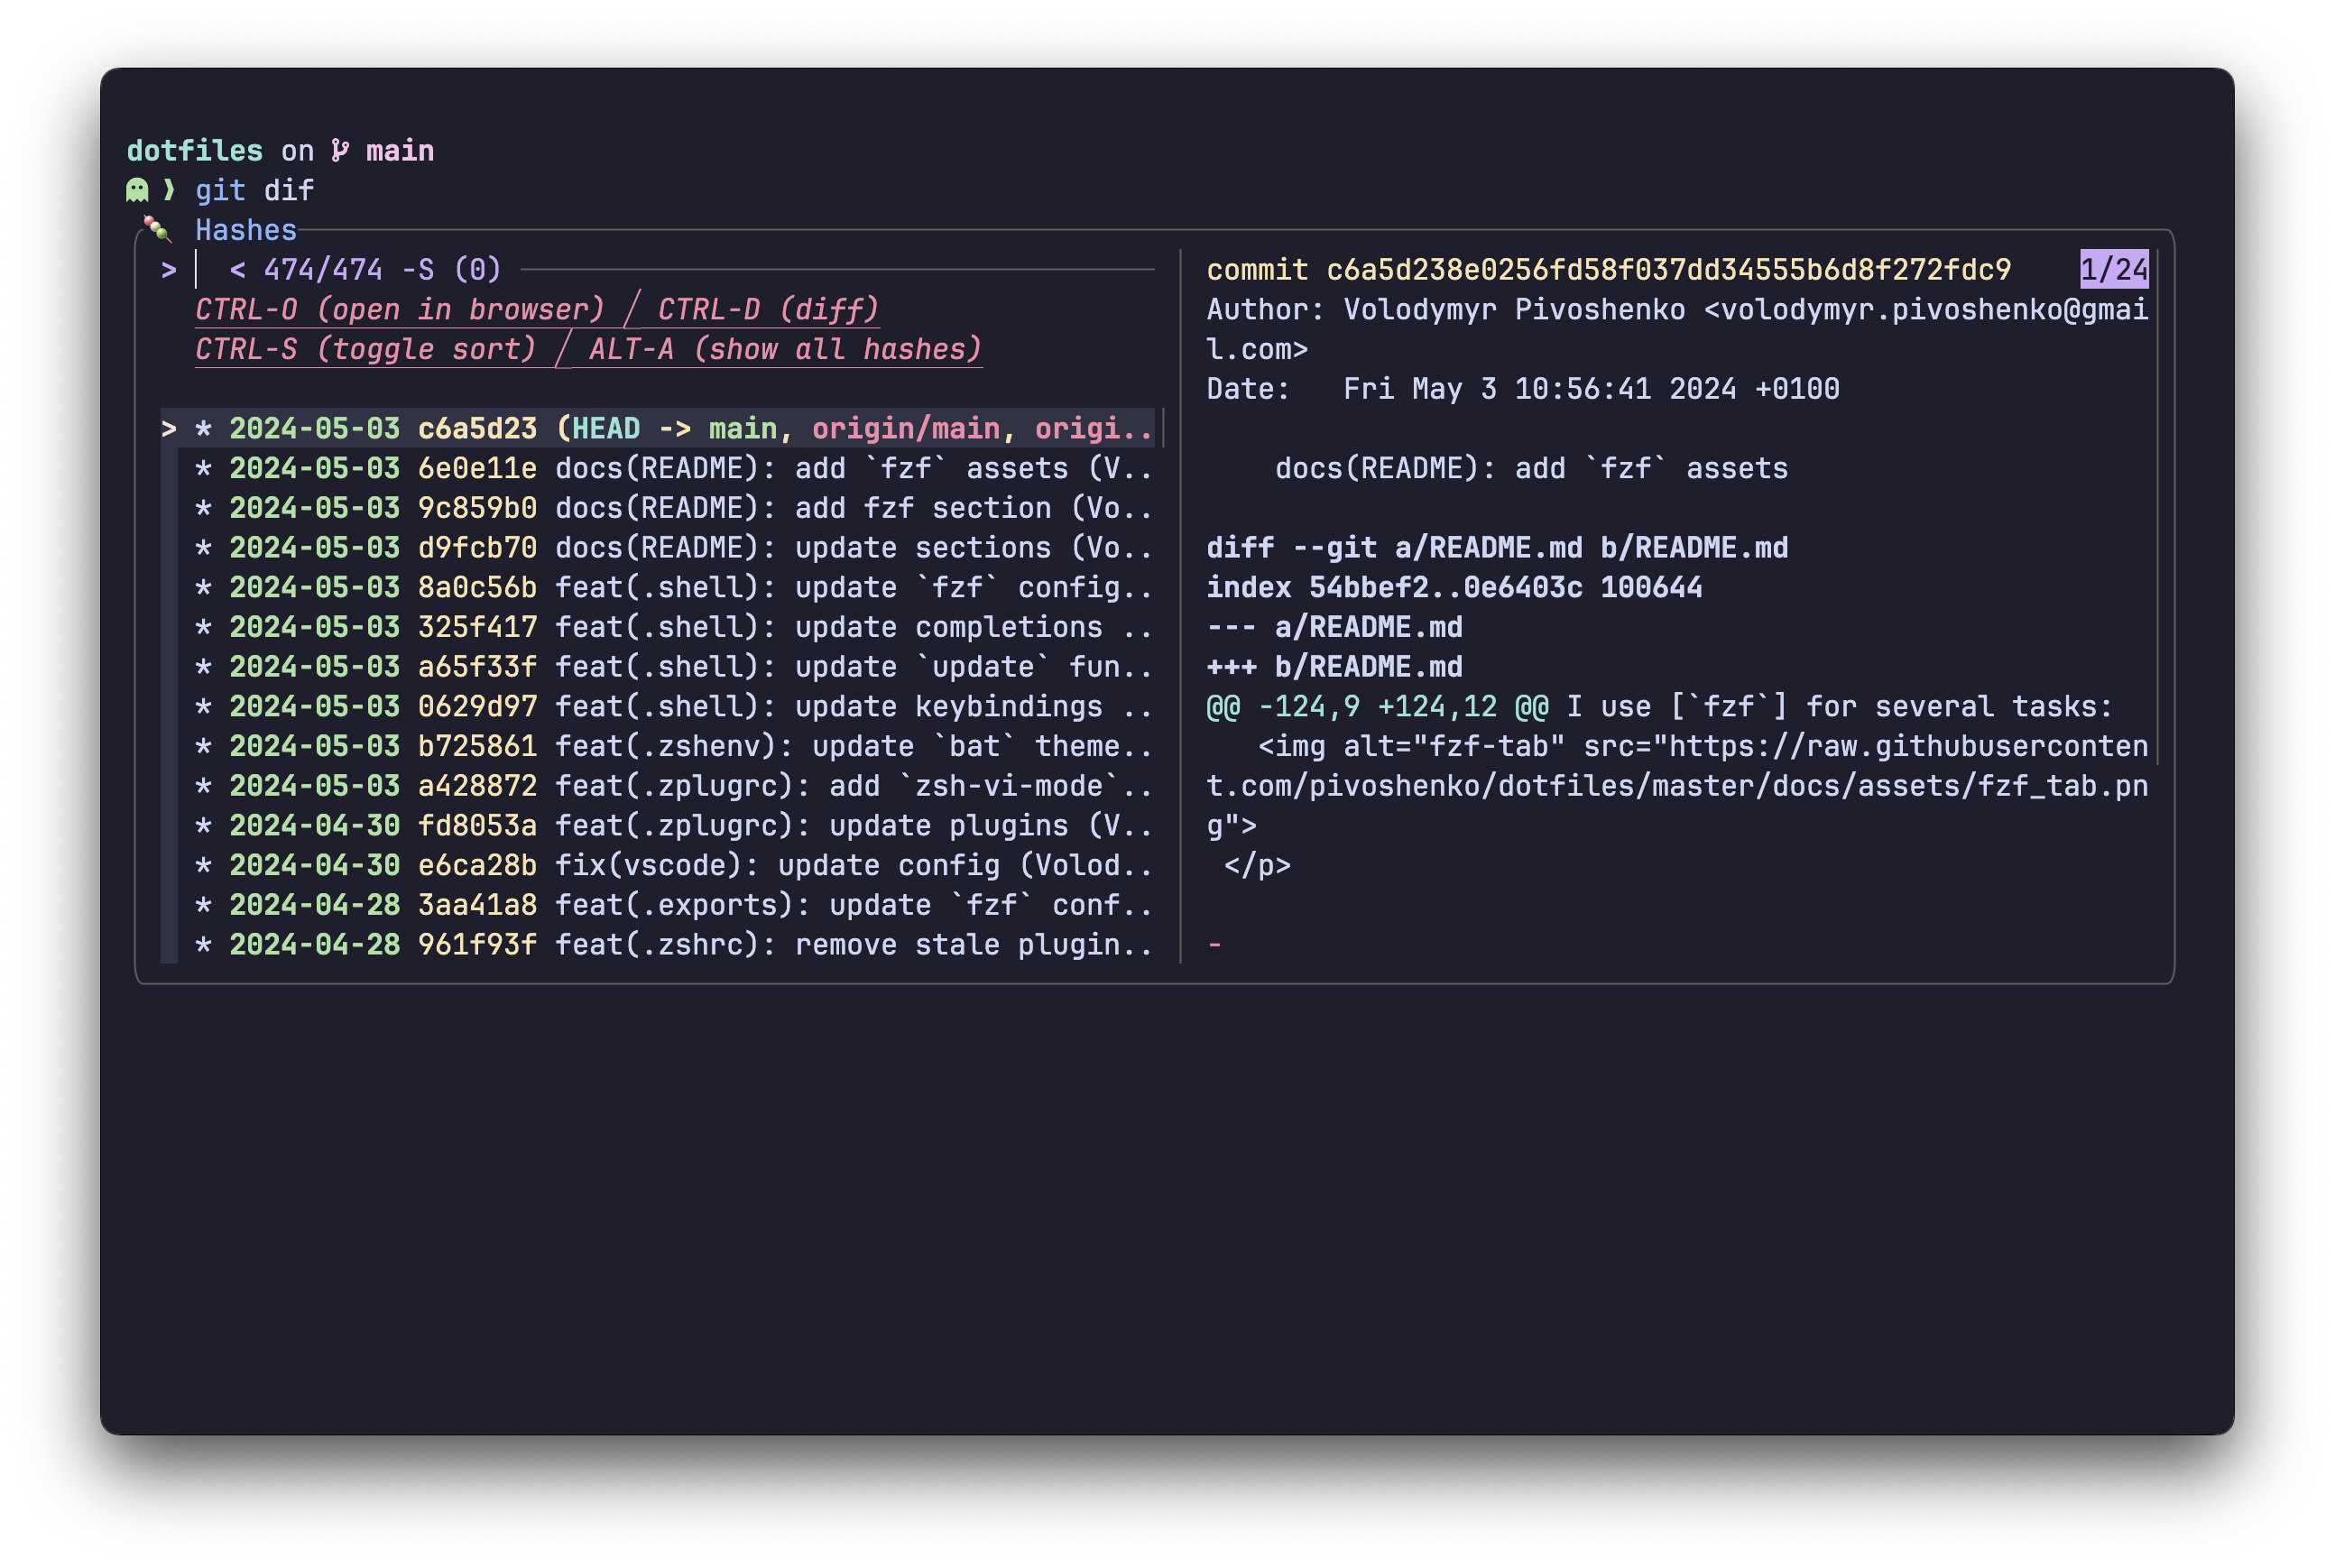 dotfiles on main
❱ git dif
Hashes
> < 474/474 -S (0)
CTRL-O (open in browser) ╱ CTRL-D (diff)
CTRL-S (toggle sort) ╱ ALT-A (show all hashes)
> * 2024-05-03 c6a5d23 (HEAD -> main, origin/main, origi..
* 2024-05-03 6e0e11e docs(README): add `fzf` assets (V..
* 2024-05-03 9c859b0 docs(README): add fzf section (Vo..
* 2024-05-03 d9fcb70 docs(README): update sections (Vo..
* 2024-05-03 8a0c56b feat(.shell): update `fzf` config..
* 2024-05-03 325f417 feat(.shell): update completions ..
* 2024-05-03 a65f33f feat(.shell): update `update` fun..
* 2024-05-03 0629d97 feat(.shell): update keybindings ..
* 2024-05-03 b725861 feat(.zshenv): update `bat` theme..
* 2024-05-03 a428872 feat(.zplugrc): add `zsh-vi-mode`..
* 2024-04-30 fd8053a feat(.zplugrc): update plugins (V..
* 2024-04-30 e6ca28b fix(vscode): update config (Volod..
* 2024-04-28 3aa41a8 feat(.exports): update `fzf` conf..
* 2024-04-28 961f93f feat(.zshrc): remove stale plugin..
commit c6a5d238e0256fd58f037dd34555b6d8f272fdc9 1/24
Author: Volodymyr Pivoshenko <volodymyr.pivoshenko@gmai
l.com>
Date:   Fri May 3 10:56:41 2024 +0100
docs(README): add `fzf` assets
diff --git a/README.md b/README.md
index 54bbef2..0e6403c 100644
--- a/README.md
+++ b/README.md
@@ -124,9 +124,12 @@ I use [`fzf`] for several tasks:
<img alt="fzf-tab" src="https://raw.githubuserconten
t.com/pivoshenko/dotfiles/master/docs/assets/fzf_tab.pn
g">
</p>
-